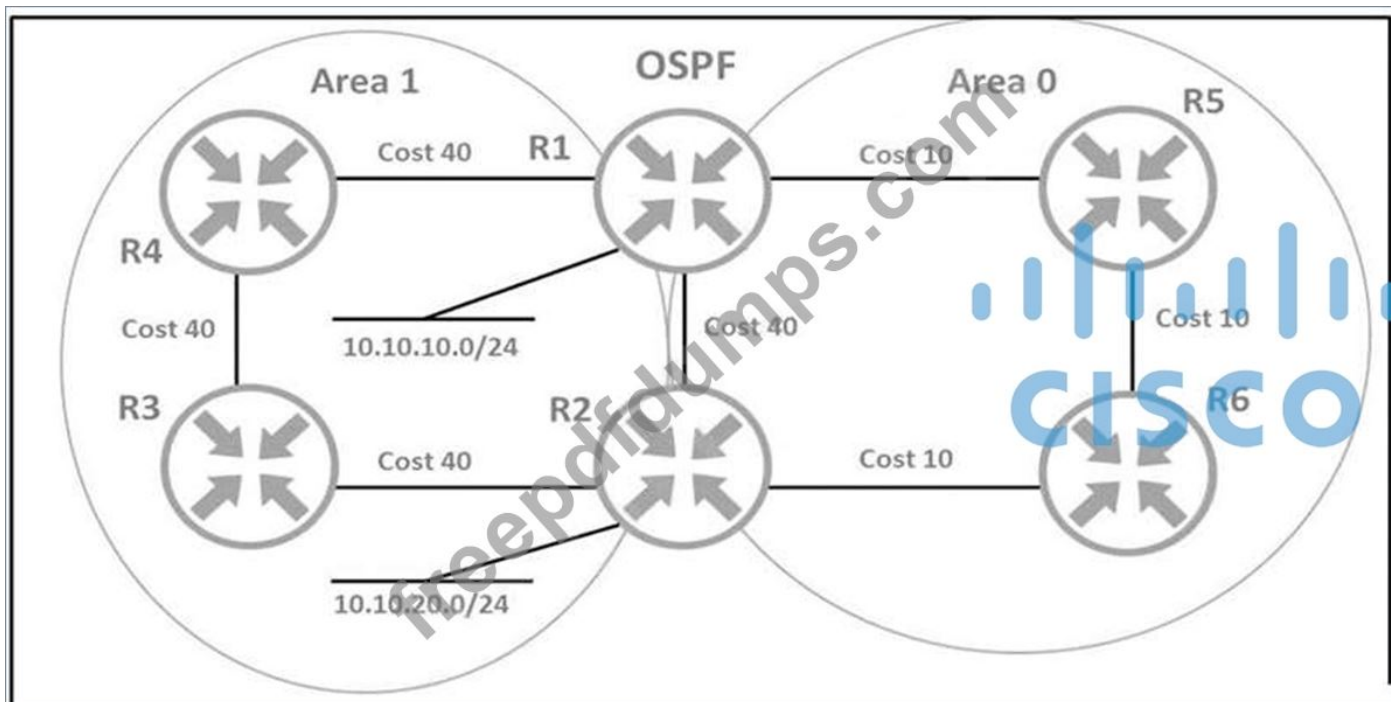 OSPF
Area 1
Area 0
R5
Cost 40
R1
Cost 10
R4
10.10.10.0/24
Cost 40
Cost 40
Cost 10
R3
R2
R6
Cost 40
Cost 10
10.10.20.0/24
freepdfdumps.com
CISCO